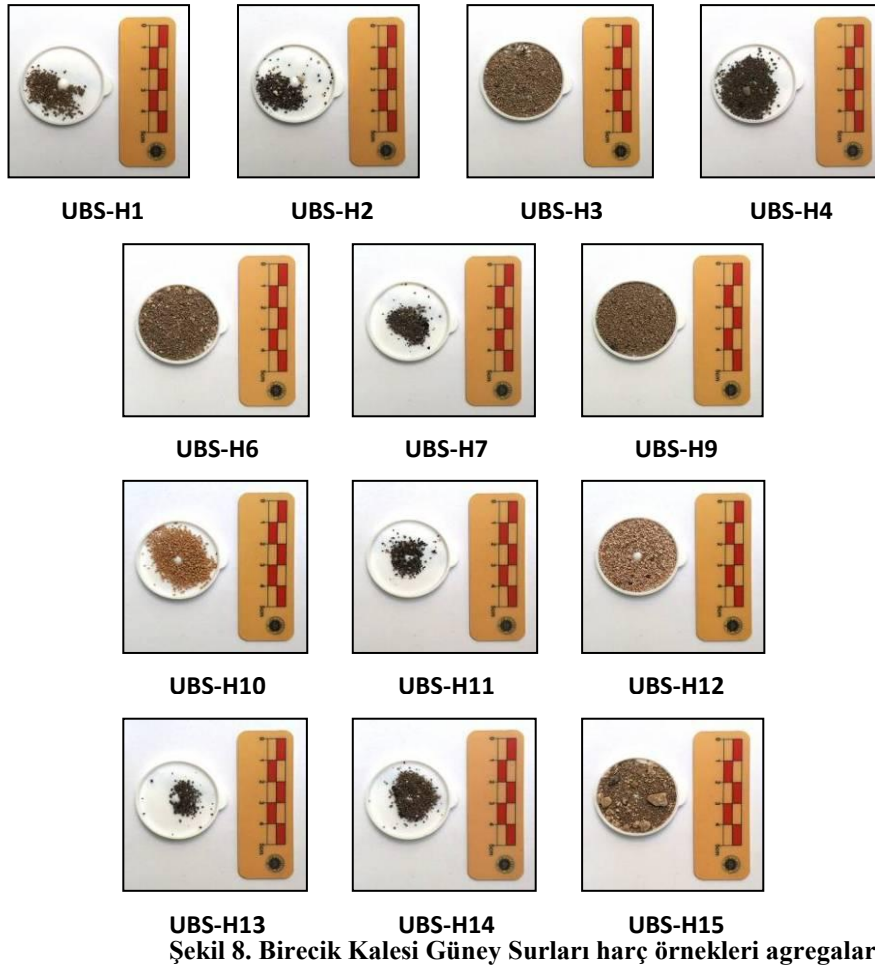 UBS-H1 UBS-H2 UBS-H3 UBS-H4
UBS-H6 UBS-H7 UBS-H9
UBS-H10 UBS-H11 UBS-H12
UBS-H13 UBS-H14 UBS-H15
Şekil 8. Birecik Kalesi Güney Surları harç örnekleri agregalar